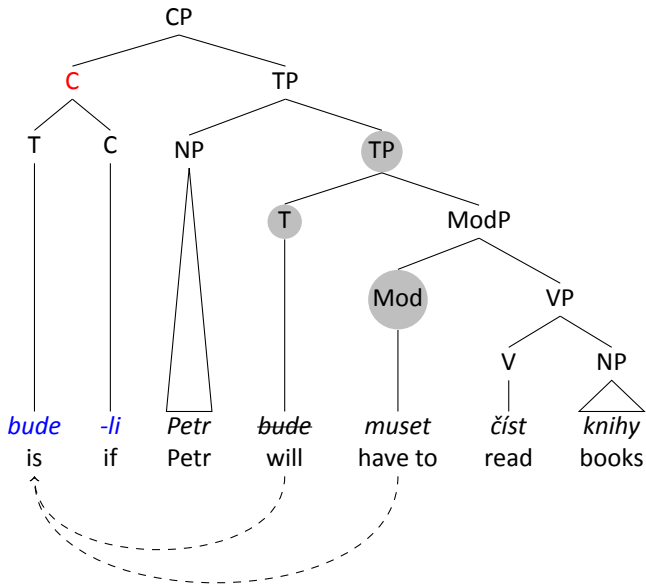 CP
C TP
T C NP TP
T ModP
Mod VP
V NP
bude -li Petr bude muset číst knihy
is if Petr will have to read books